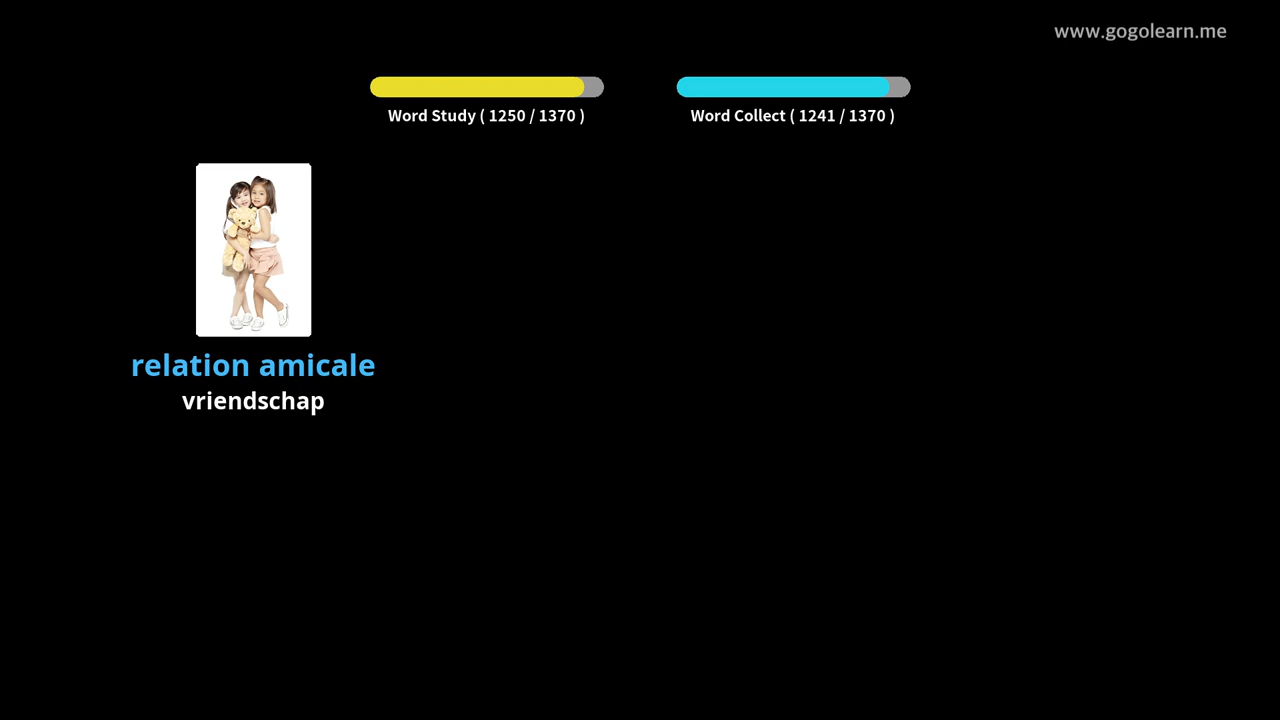 www.gogolearn.me
Word Study ( 1250 / 1370 )
Word Collect ( 1241 / 1370 )
relation amicale
vriendschap